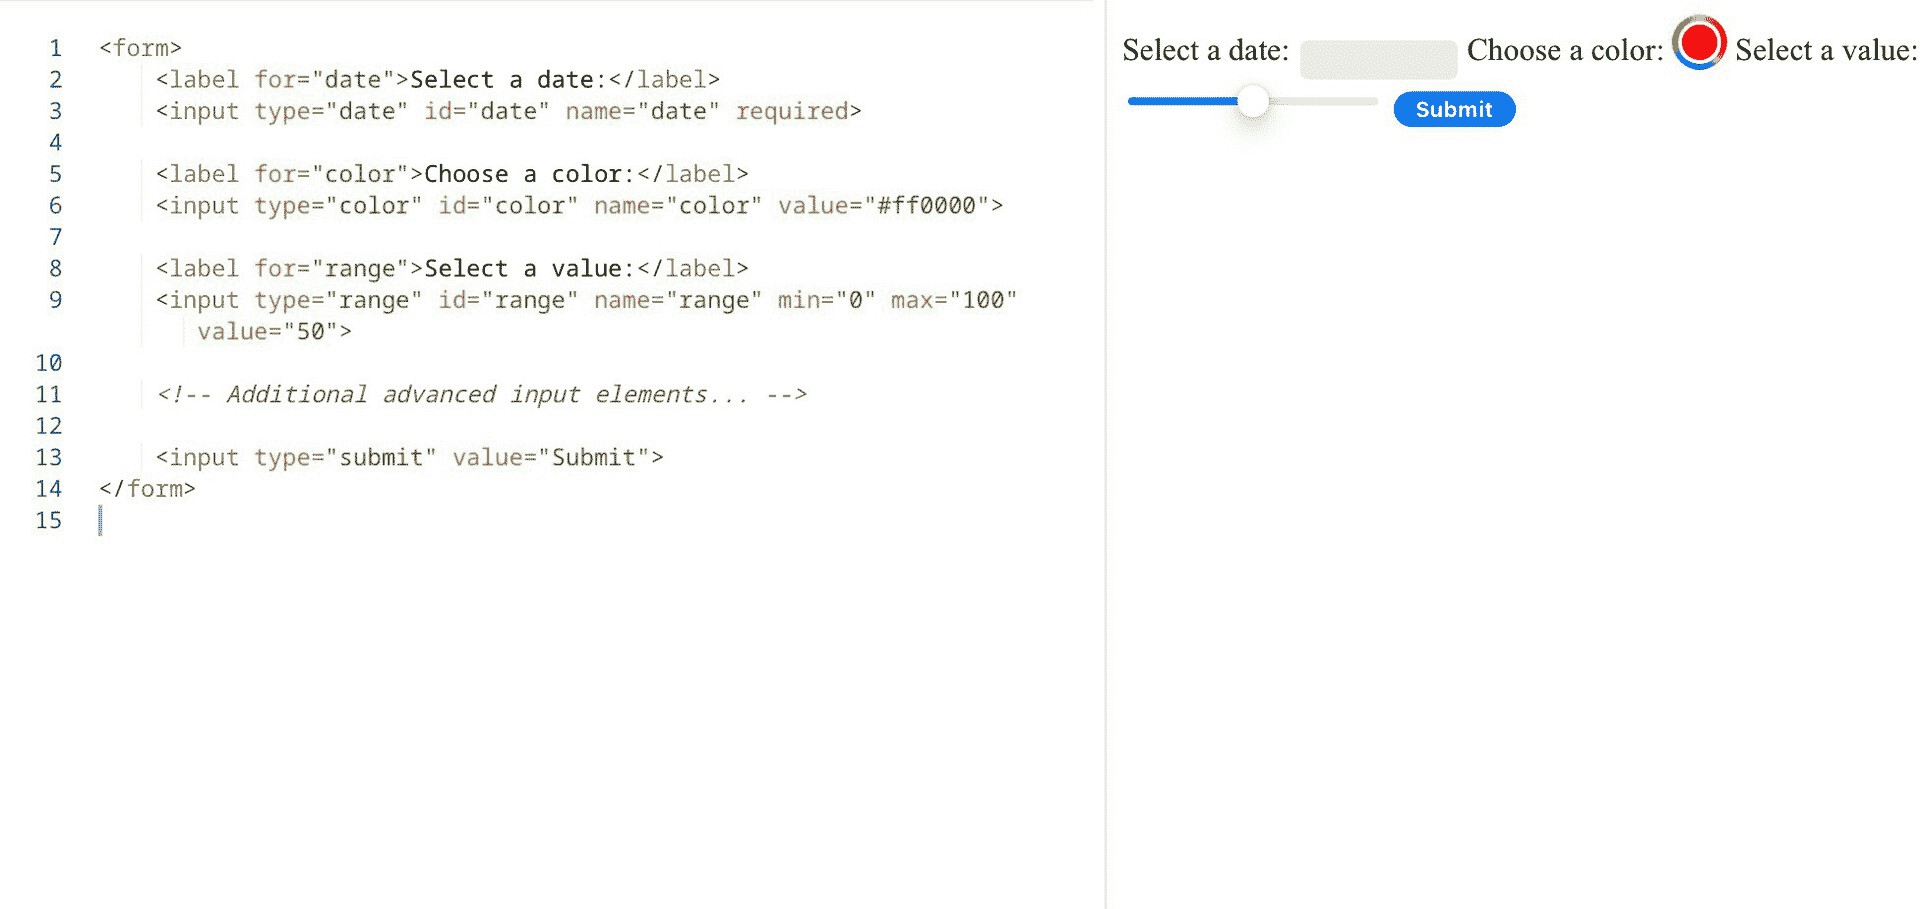 1 <form>
2 <label for="date">Select a date:</label>
3 <input type="date" id="date" name="date" required>
4
5 <label for="color">Choose a color:</label>
6 <input type="color" id="color" name="color" value="#ff0000">
7
8 <label for="range">Select a value:</label>
9 <input type="range" id="range" name="range" min="0" max="100"
value="50">
10
11 <!-- Additional advanced input elements... -->
12
13 <input type="submit" value="Submit">
14 </form>
15
Select a date: Choose a color: Select a value:
Submit